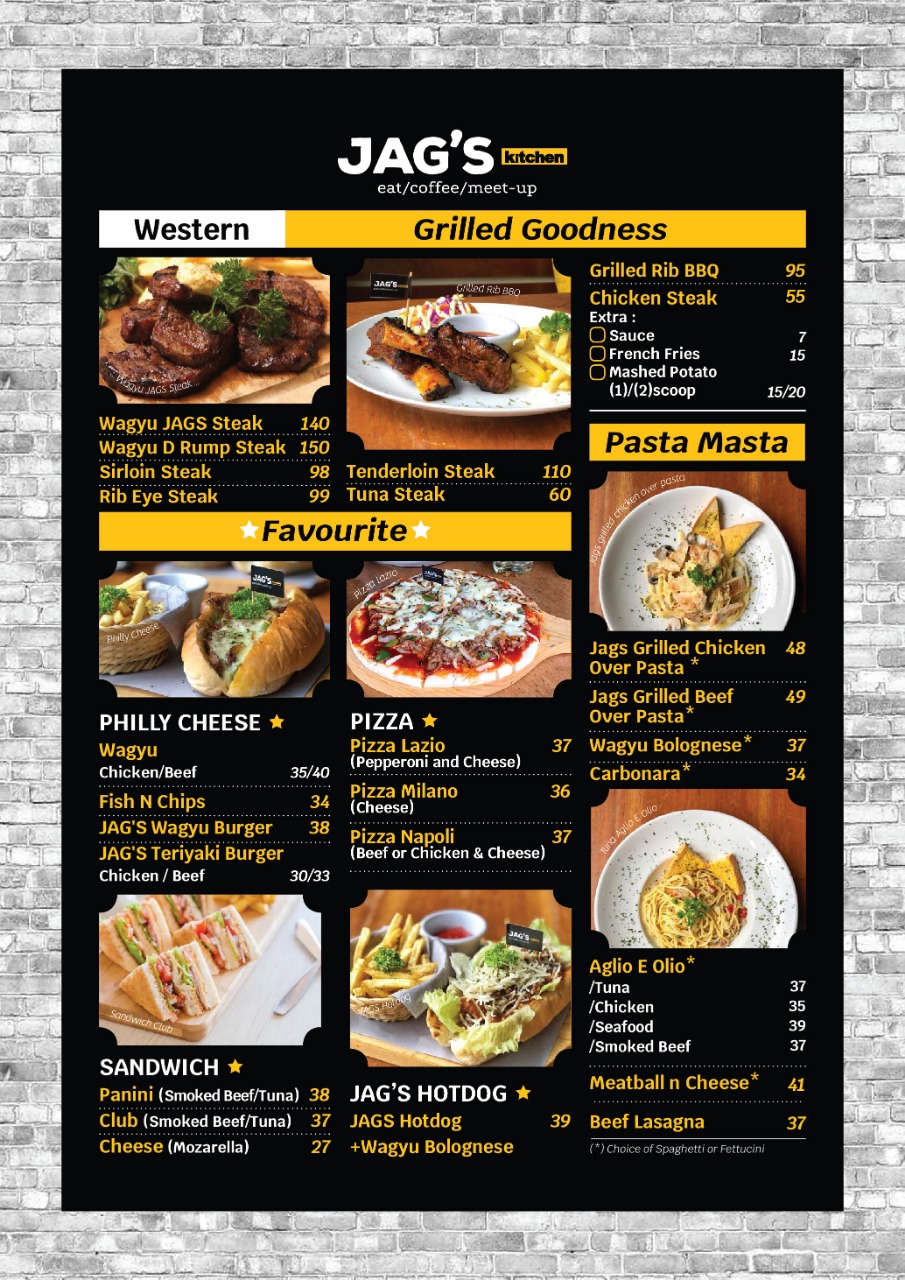 JAG'S kitchen
eat/coffee/meet-up
Western
Grilled Goodness
Wagyu JAGS Steak
Wagyu JAGS Steak 140
Wagyu D Rump Steak 150
Sirloin Steak 98
Rib Eye Steak 99
JAG'S
Grilled Rib BBQ
Tenderloin Steak 110
Tuna Steak 60
Grilled Rib BBQ 95
Chicken Steak 55
Extra :
Sauce 7
French Fries 15
Mashed Potato
(1)/(2)scoop 15/20
Favourite
Philly Cheese
JAG'S
PHILLY CHEESE
Wagyu
Chicken/Beef 35/40
Fish N Chips 34
JAG'S Wagyu Burger 38
JAG'S Teriyaki Burger
Chicken / Beef 30/33
Sandwich Club
SANDWICH
Panini (Smoked Beef/Tuna) 38
Club (Smoked Beef/Tuna) 37
Cheese (Mozarella) 27
Pizza Lazio
JAG'S
PIZZA
Pizza Lazio 37
(Pepperoni and Cheese)
Pizza Milano 36
(Cheese)
Pizza Napoli 37
(Beef or Chicken & Cheese)
JAG'S
JAGS Hotdog
JAG'S HOTDOG
JAGS Hotdog 39
+Wagyu Bolognese
Pasta Masta
Jags grilled chicken over pasta
Jags Grilled Chicken 48
Over Pasta *
Jags Grilled Beef 49
Over Pasta*
Wagyu Bolognese* 37
Carbonara* 34
Tuna Aglio E Olio
Aglio E Olio*
/Tuna 37
/Chicken 35
/Seafood 39
/Smoked Beef 37
Meatball n Cheese* 41
Beef Lasagna 37
(*) Choice of Spaghetti or Fettucini